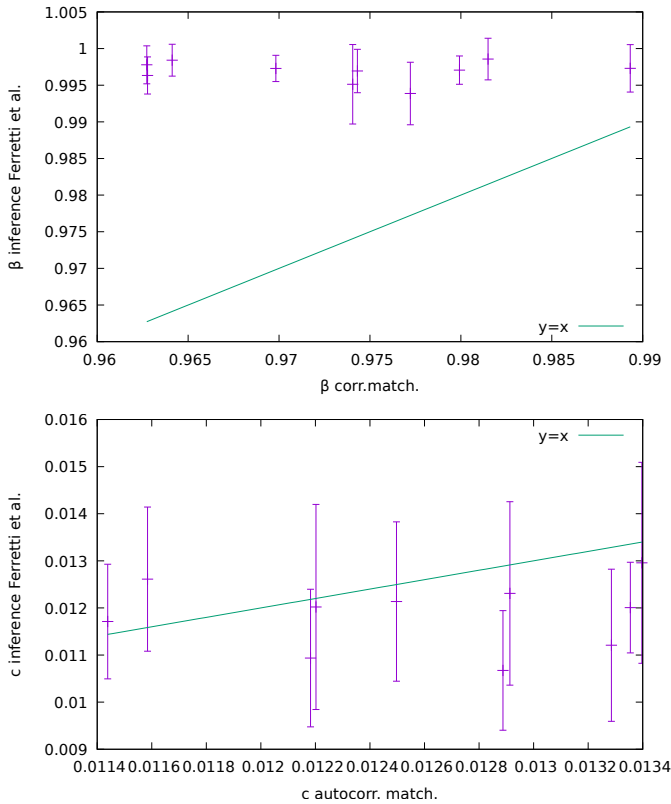 1.005
1
0.995
0.99
0.985
0.98
0.975
0.97
0.965
0.96
β inference Ferretti et al.
y=x
0.96 0.965 0.97 0.975 0.98 0.985 0.99
β corr.match.
0.016
0.015
0.014
0.013
0.012
0.011
0.01
0.009
c inference Ferretti et al.
y=x
0.0114 0.0116 0.0118 0.012 0.0122 0.0124 0.0126 0.0128 0.013 0.0132 0.0134
c autocorr. match.